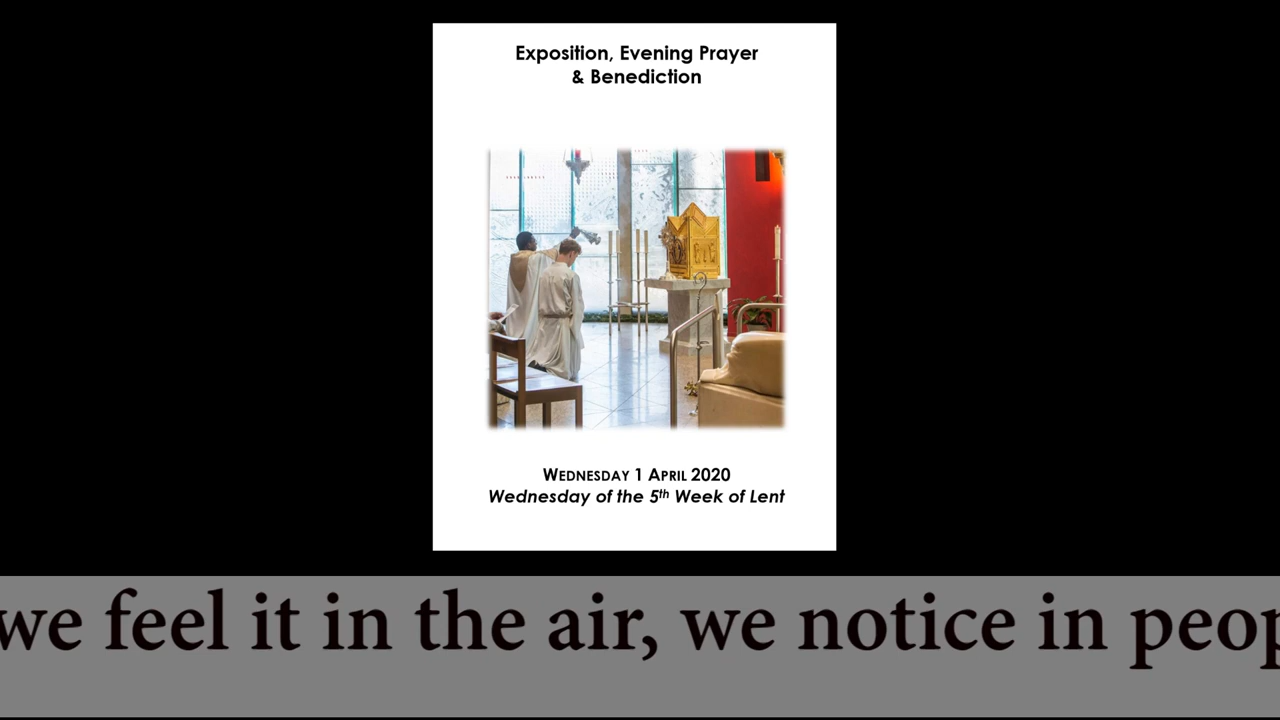 Exposition, Evening Prayer
& Benediction
Wednesday 1 April 2020
Wednesday of the 5th Week of Lent
we feel it in the air, we notice in peop